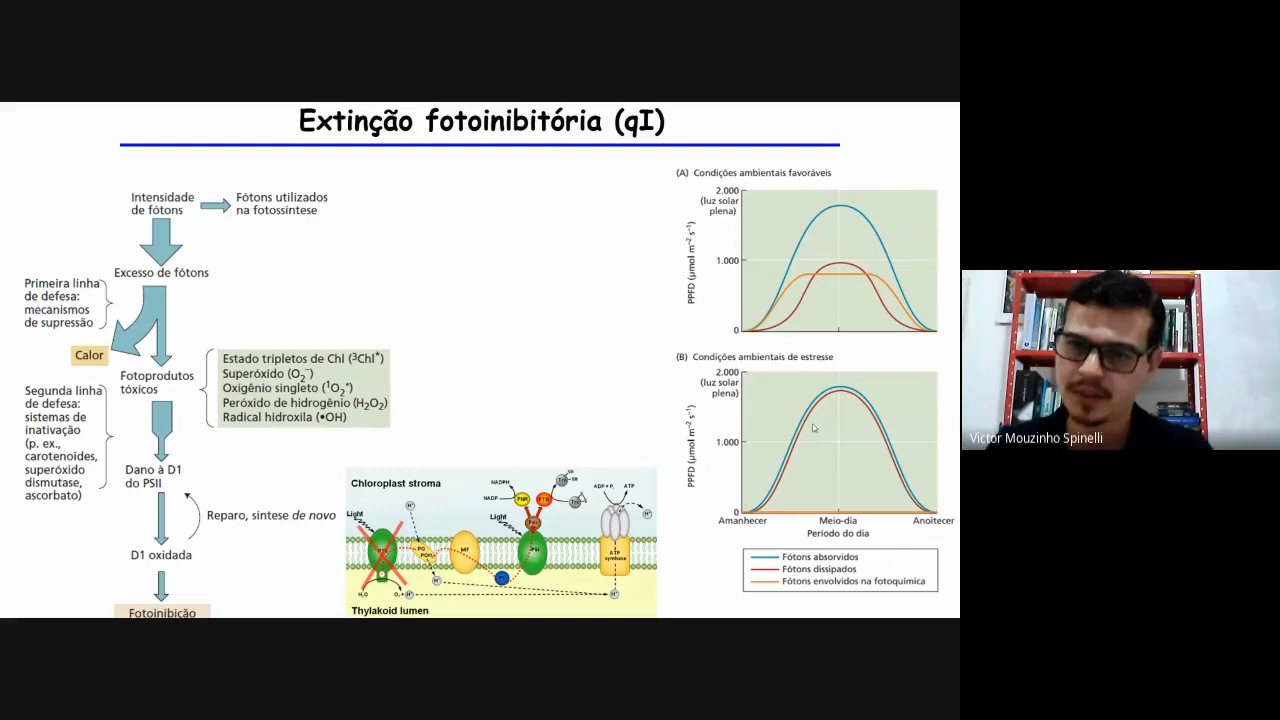 Extinção fotoinibitória (qI)
Intensidade
de fótons
Fótons utilizados
na fotossíntese
Excesso de fótons
Primeira linha
de defesa:
mecanismos
de supressão
Calor
Fotoprodutos
tóxicos
Estado tripletos de Chl (³Chl*)
Superóxido (O₂⁻)
Oxigênio singleto (¹O₂*)
Peróxido de hidrogênio (H₂O₂)
Radical hidroxila (•OH)
Segunda linha
de defesa:
sistemas de
inativação
(p. ex.,
carotenoides,
superóxido
dismutase,
ascorbato)
Dano à D1
do PSII
Reparo, síntese de novo
D1 oxidada
Fotoinibição
Chloroplast stroma
Light
H⁺
NADPH
NADP
FNR
FTR
Fdx
Light
PQ
PQH₂
b6f
PC
PSI
ADP + Pᵢ
ATP
H⁺
ATP
synthase
H₂O
O₂ +
H⁺
H⁺
H⁺
Thylakoid lumen
(A) Condições ambientais favoráveis
2.000
(luz solar
plena)
1.000
0
PPFD (µmol m⁻² s⁻¹)
(B) Condições ambientais de estresse
2.000
(luz solar
plena)
1.000
0
PPFD (µmol m⁻² s⁻¹)
Amanhecer Meio-dia Anoitecer
Período do dia
Fótons absorvidos
Fótons dissipados
Fótons envolvidos na fotoquímica
Victor Mouzinho Spinelli